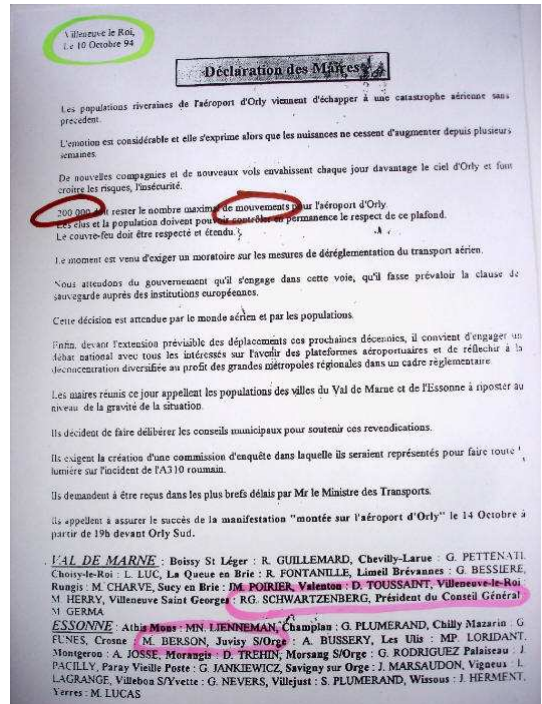 Villeneuve le Roi,
Le 10 Octobre 94
Déclaration des Maires
Les populations riveraines de l'aéroport d'Orly viennent d'échapper à une catastrophe aérienne sans
précédent.
L'émotion est considérable et elle s'exprime alors que les nuisances ne cessent d'augmenter depuis plusieurs
semaines.
De nouvelles compagnies et de nouveaux vols envahissent chaque jour davantage le ciel d'Orly et font
croître les risques, l'insécurité.
200 000 doit rester le nombre maximal de mouvements pour l'aéroport d'Orly.
Les élus et la population doivent pouvoir contrôler en permanence le respect de ce plafond.
Le couvre-feu doit être respecté et étendu.
Le moment est venu d'exiger un moratoire sur les mesures de déréglementation du transport aérien.
Nous attendons du gouvernement qu'il s'engage dans cette voie, qu'il fasse prévaloir la clause de
sauvegarde auprès des institutions européennes.
Cette décision est attendue par le monde aérien et par les populations.
Enfin, devant l'extension prévisible des déplacements ces prochaines décennies, il convient d'engager un
débat national avec tous les intéressés sur l'avenir des plateformes aéroportuaires et de réfléchir à la
déconcentration diversifiée au profit des grandes métropoles régionales dans un cadre règlementaire.
Les maires réunis ce jour appellent les populations des villes du Val de Marne et de l'Essonne à riposter au
niveau de la gravité de la situation.
Ils décident de faire délibérer les conseils municipaux pour soutenir ces revendications.
Ils exigent la création d'une commission d'enquête dans laquelle ils seraient représentés pour faire toute
lumière sur l'incident de l'A310 roumain.
Ils demandent à être reçus dans les plus brefs délais par Mr le Ministre des Transports.
Ils appellent à assurer le succès de la manifestation "montée sur l'aéroport d'Orly" le 14 Octobre à
partir de 19h devant Orly Sud.
VAL DE MARNE : Boissy St Léger : R. GUILLEMARD, Chevilly-Larue : G. PETTENATI,
Choisy-le-Roi : L. LUC, La Queue en Brie : R. FONTANILLE, Limeil Brévannes : G. BESSIERE,
Rungis : M. CHARVE, Sucy en Brie : JM. POIRIER, Valenton : D. TOUSSAINT, Villeneuve-le-Roi
M. HERRY, Villeneuve Saint Georges : RG. SCHWARTZENBERG, Président du Conseil Général
M. GERMA
ESSONNE : Athis Mons : MN. LIENNEMAN, Champlan : G. PLUMERAND, Chilly Mazarin : G
FUNES, Crosne : M. BERSON, Juvisy S/Orge : A. BUSSERY, Les Ulis : MP. LORIDANT,
Montgeron : A. JOSSE, Morangis : D. TREHIN, Morsang S/Orge : G. RODRIGUEZ Palaiseau : J
PACILLY, Paray Vieille Poste : G. JANKIEWICZ, Savigny sur Orge : J. MARSAUDON, Vigneux : L
LAGRANGE, Villebon S/Yvette : G. NEVERS, Villejust : S. PLUMERAND, Wissous : J. HERMENT,
Yerres : M. LUCAS